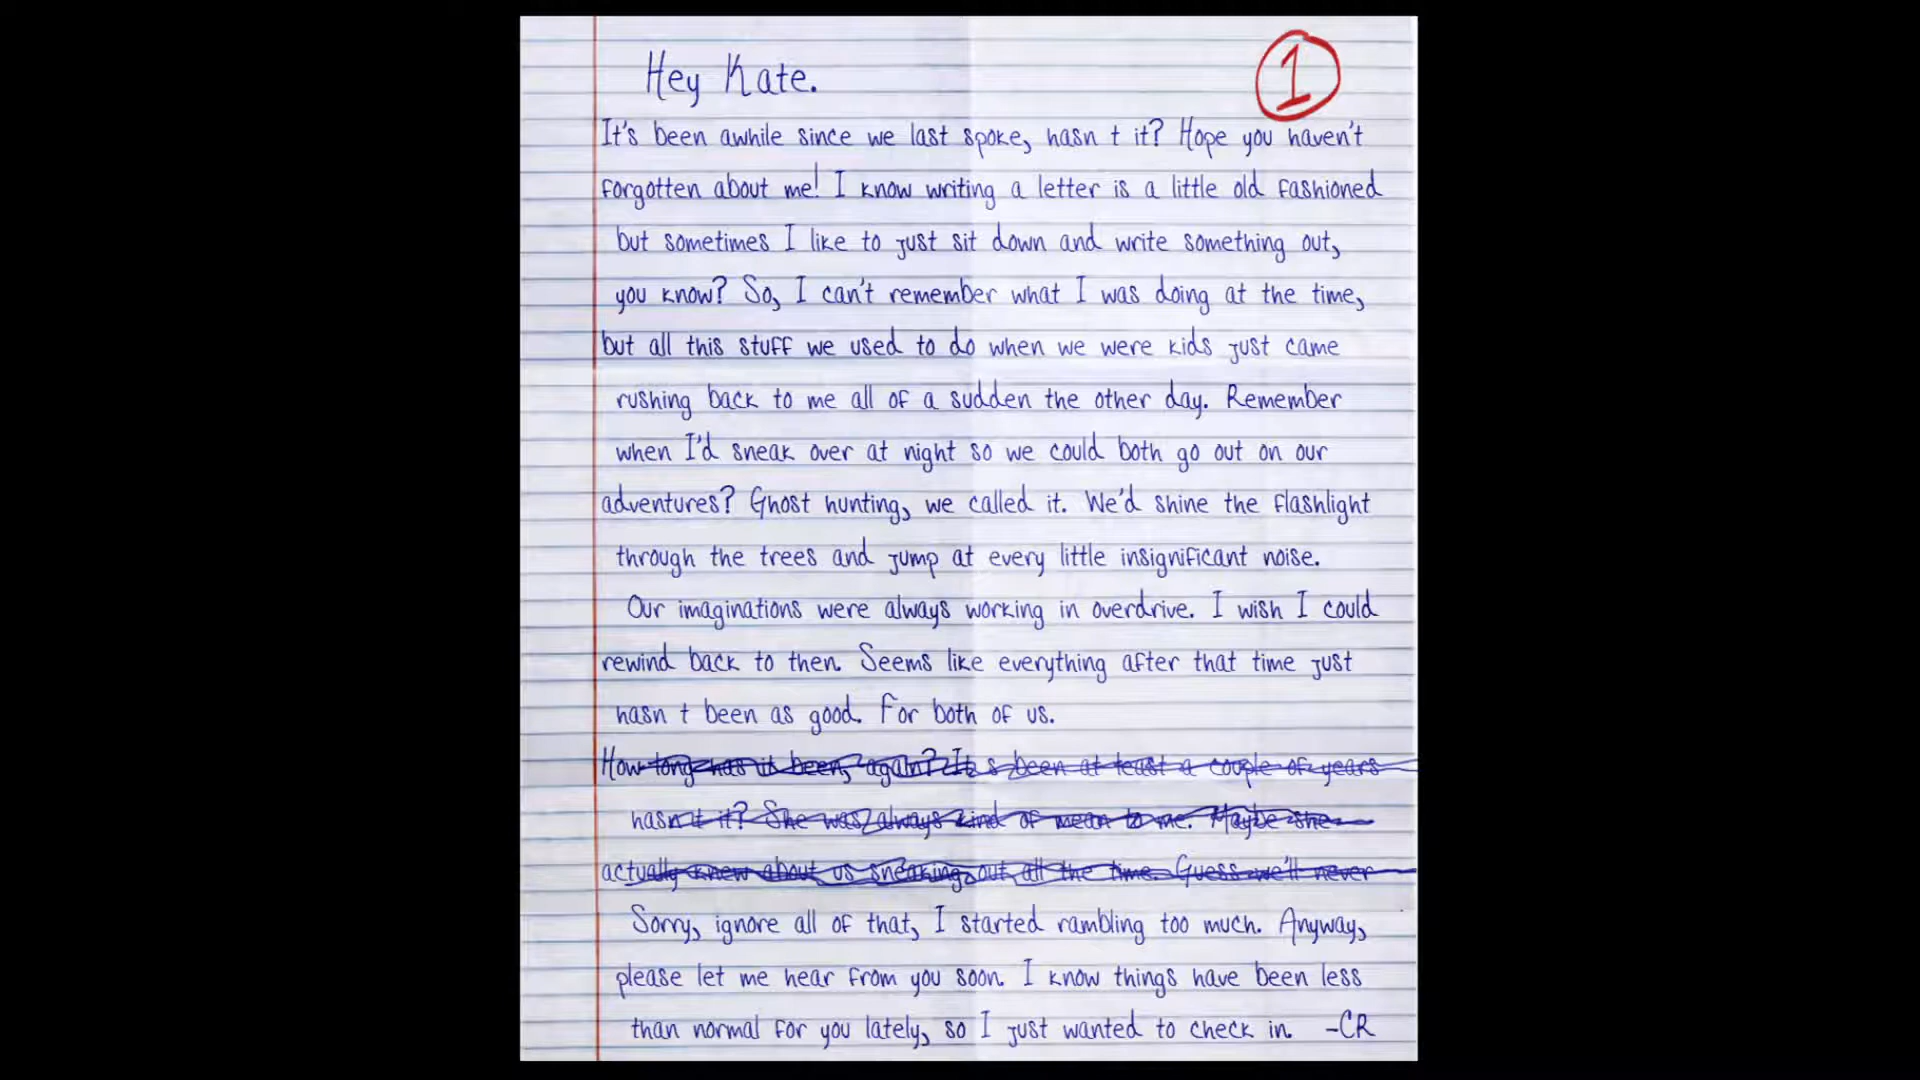 Hey Kate.
1
It's been awhile since we last spoke, hasn t it? Hope you haven't
forgotten about me! I know writing a letter is a little old fashioned
but sometimes I like to just sit down and write something out,
you know? So, I can't remember what I was doing at the time,
but all this stuff we used to do when we were kids just came
rushing back to me all of a sudden the other day. Remember
when I'd sneak over at night so we could both go out on our
adventures? Ghost hunting, we called it. We'd shine the flashlight
through the trees and jump at every little insignificant noise.
Our imaginations were always working in overdrive. I wish I could
rewind back to then. Seems like everything after that time just
hasn t been as good. For both of us.
How long has it been, again? It s been at least a couple of years
hasn t it? She was always kind of mean to me. Maybe she
actually knew about us sneaking out all the time. Guess we'll never
Sorry, ignore all of that, I started rambling too much. Anyway,
please let me hear from you soon. I know things have been less
than normal for you lately, so I just wanted to check in. -CR